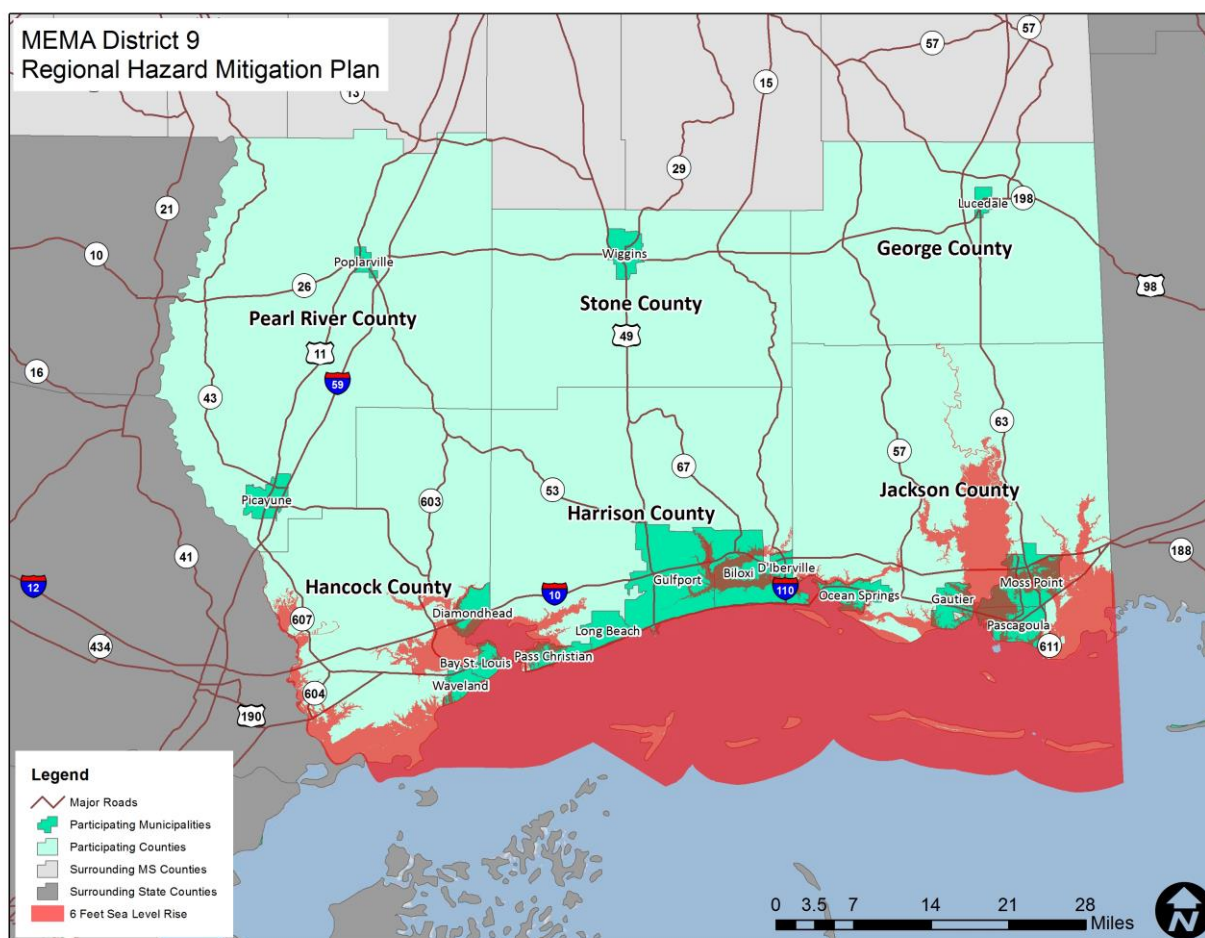 MEMA District 9
Regional Hazard Mitigation Plan
57
57
13
15
29
21
198
Lucedale
George County
Wiggins
Poplarville
10
98
26
Stone County
Pearl River County
49
11
16
59
43
63
57
67
Jackson County
603
53
Picayune
Harrison County
41
188
D'Iberville
Biloxi
Gulfport
12
Hancock County
10
110
Moss Point
Ocean Springs
Gautier
Diamondhead
607
Pascagoula
Long Beach
434
611
Bay St. Louis
Pass Christian
Waveland
604
190
Legend
Major Roads
Participating Municipalities
Participating Counties
Surrounding MS Counties
Surrounding State Counties
6 Feet Sea Level Rise
0 3.5 7 14 21 28
Miles
N